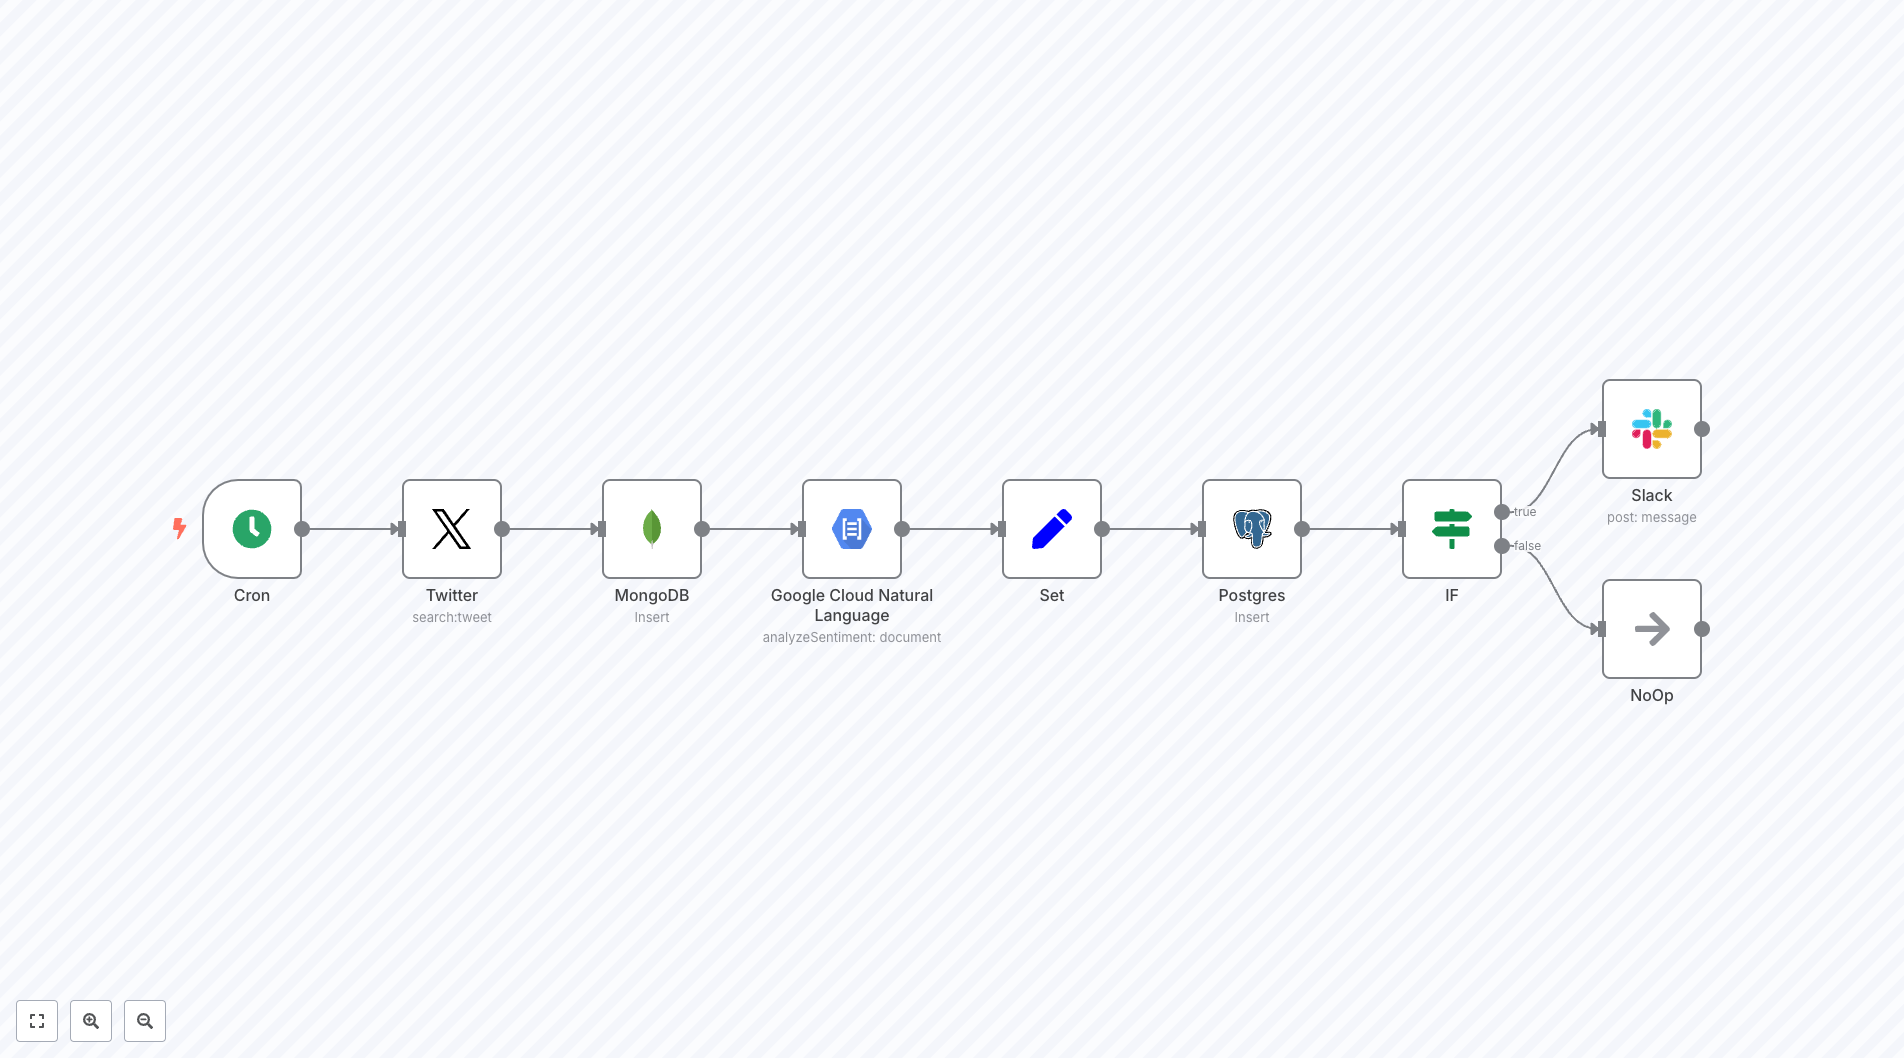 Cron
Twitter
search:tweet
MongoDB
Insert
Google Cloud Natural
Language
analyzeSentiment: document
Set
Postgres
Insert
IF
true
false
Slack
post: message
NoOp